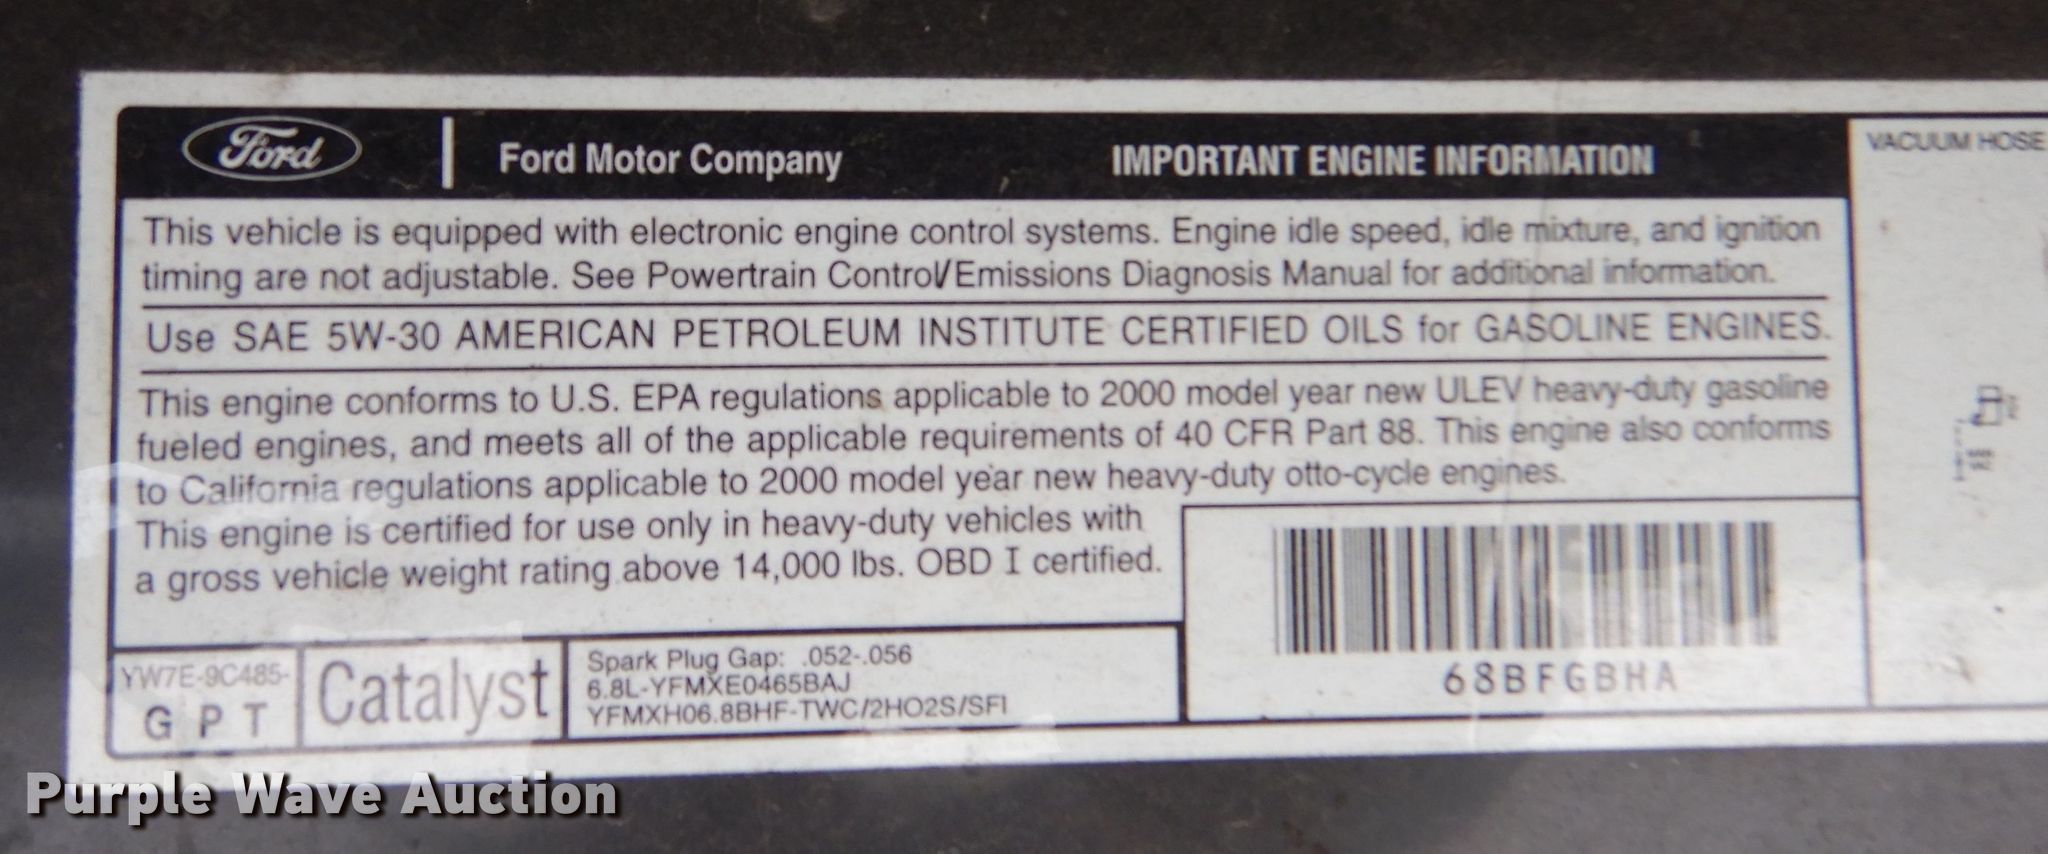 Ford
Ford Motor Company
IMPORTANT ENGINE INFORMATION
VACUUM HOSE
This vehicle is equipped with electronic engine control systems. Engine idle speed, idle mixture, and ignition
timing are not adjustable. See Powertrain Control/Emissions Diagnosis Manual for additional information.
Use SAE 5W-30 AMERICAN PETROLEUM INSTITUTE CERTIFIED OILS for GASOLINE ENGINES.
This engine conforms to U.S. EPA regulations applicable to 2000 model year new ULEV heavy-duty gasoline
fueled engines, and meets all of the applicable requirements of 40 CFR Part 88. This engine also conforms
to California regulations applicable to 2000 model year new heavy-duty otto-cycle engines.
This engine is certified for use only in heavy-duty vehicles with
a gross vehicle weight rating above 14,000 lbs. OBD I certified.
YW7E-9C485-
G P T
Catalyst
Spark Plug Gap: .052-.056
6.8L-YFMXE0465BAJ
YFMXH06.8BHF-TWC/2HO2S/SFI
68BFGBHA
Purple Wave Auction